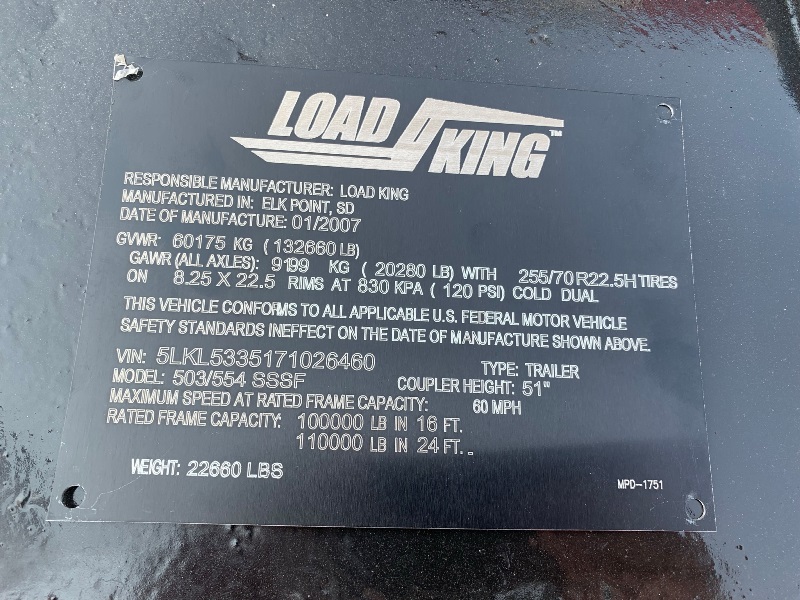 LOAD KING™
RESPONSIBLE MANUFACTURER: LOAD KING
MANUFACTURED IN: ELK POINT, SD
DATE OF MANUFACTURE: 01/2007
GVWR: 60175 KG (132660 LB)
GAWR (ALL AXLES): 9199 KG (20280 LB) WITH 255/70R22.5H TIRES
ON 8.25 X 22.5 RIMS AT 830 KPA (120 PSI) COLD DUAL
THIS VEHICLE CONFORMS TO ALL APPLICABLE U.S. FEDERAL MOTOR VEHICLE
SAFETY STANDARDS INEFFECT ON THE DATE OF MANUFACTURE SHOWN ABOVE.
VIN: 5LKL5335171026460 TYPE: TRAILER
MODEL: 503/554 SSSF COUPLER HEIGHT: 51"
MAXIMUM SPEED AT RATED FRAME CAPACITY: 60 MPH
RATED FRAME CAPACITY: 100000 LB IN 16 FT.
110000 LB IN 24 FT..
WEIGHT: 22660 LBS
MPD-1751